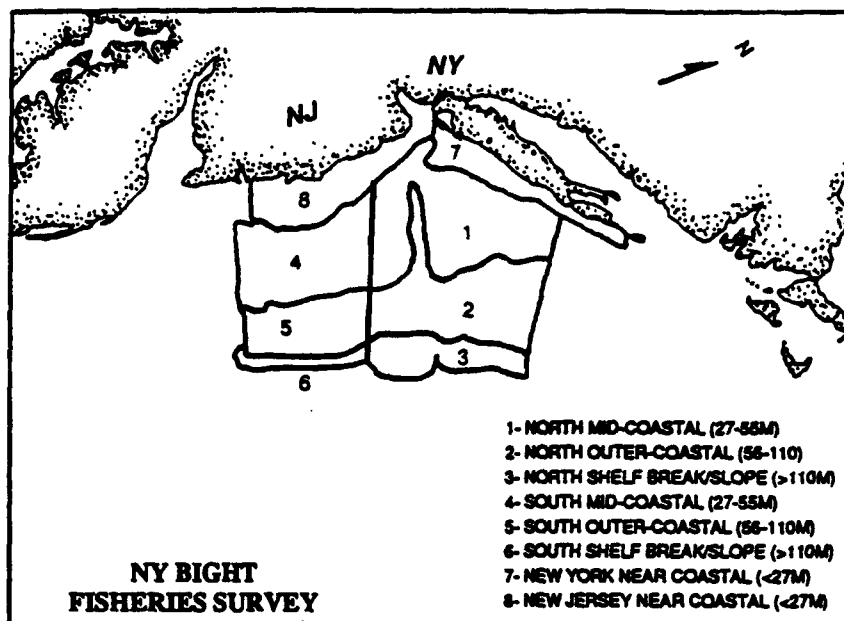 NY
N
NJ
7
8
1
4
2
5
3
6
1- NORTH MID-COASTAL (27-55M)
2- NORTH OUTER-COASTAL (56-110)
3- NORTH SHELF BREAK/SLOPE (>110M)
4- SOUTH MID-COASTAL (27-55M)
5- SOUTH OUTER-COASTAL (56-110M)
6- SOUTH SHELF BREAK/SLOPE (>110M)
7- NEW YORK NEAR COASTAL (<27M)
8- NEW JERSEY NEAR COASTAL (<27M)
NY BIGHT
FISHERIES SURVEY